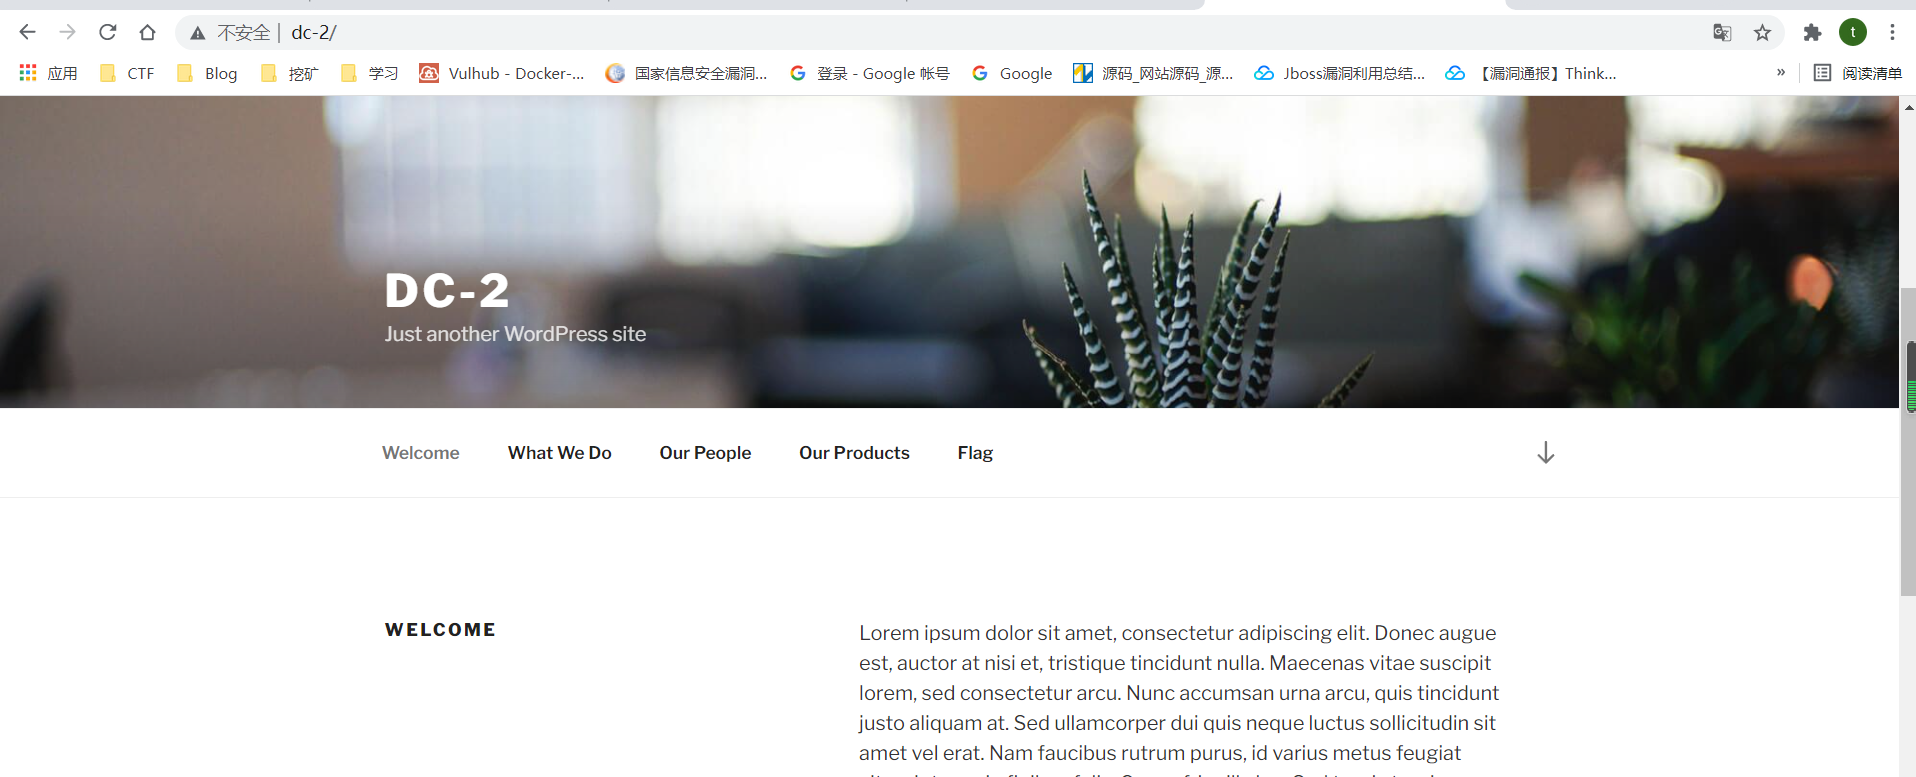 不安全 | dc-2/
t
应用 CTF Blog 挖矿 学习 Vulhub - Docker-... 国家信息安全漏洞... 登录 - Google 帐号 Google 源码_网站源码_源... Jboss漏洞利用总结... 【漏洞通报】Think... » 阅读清单
DC-2
Just another WordPress site
Welcome What We Do Our People Our Products Flag
WELCOME
Lorem ipsum dolor sit amet, consectetur adipiscing elit. Donec augue
est, auctor at nisi et, tristique tincidunt nulla. Maecenas vitae suscipit
lorem, sed consectetur arcu. Nunc accumsan urna arcu, quis tincidunt
justo aliquam at. Sed ullamcorper dui quis neque luctus sollicitudin sit
amet vel erat. Nam faucibus rutrum purus, id varius metus feugiat